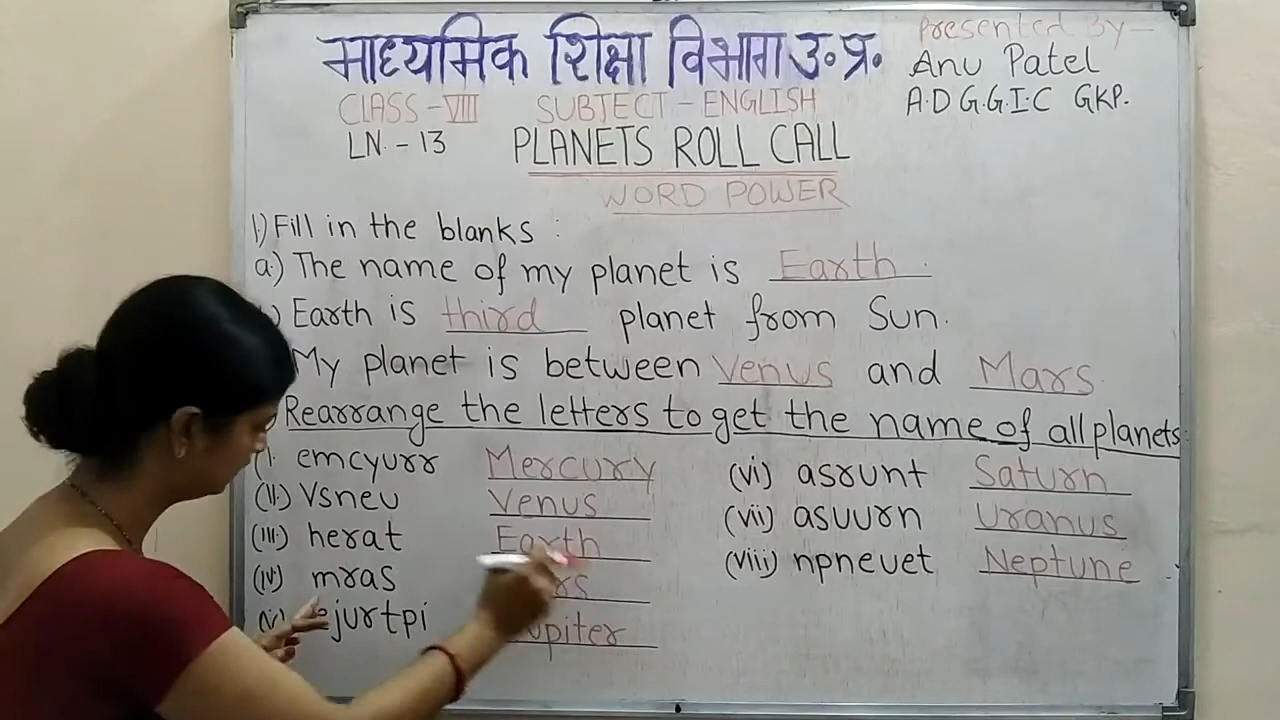 माध्यमिक शिक्षा विभाग उ॰प्र॰
Presented By-
Anu Patel
A.D G.G.I.C GKP.
CLASS-VIII SUBJECT-ENGLISH
LN.-13 PLANETS ROLL CALL
WORD POWER
1) Fill in the blanks :
a) The name of my planet is Earth.
Earth is third planet from Sun.
My planet is between Venus and Mars.
Rearrange the letters to get the name of all planets:
(i. emcyurr Mercury
(ii) Vsneu Venus
(iii) herat Earth
(iv) mras rs
(v) ejurtpi Jupiter
(vi) asrunt Saturn
(vii) asuurn Uranus
(viii) npneuet Neptune.